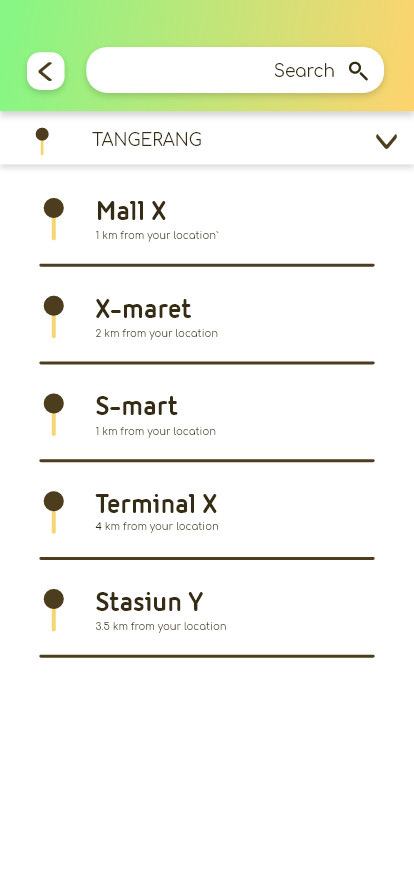 Search
TANGERANG
Mall X
1 km from your location`
X-maret
2 km from your location
S-mart
1 km from your location
Terminal X
4 km from your location
Stasiun Y
3.5 km from your location